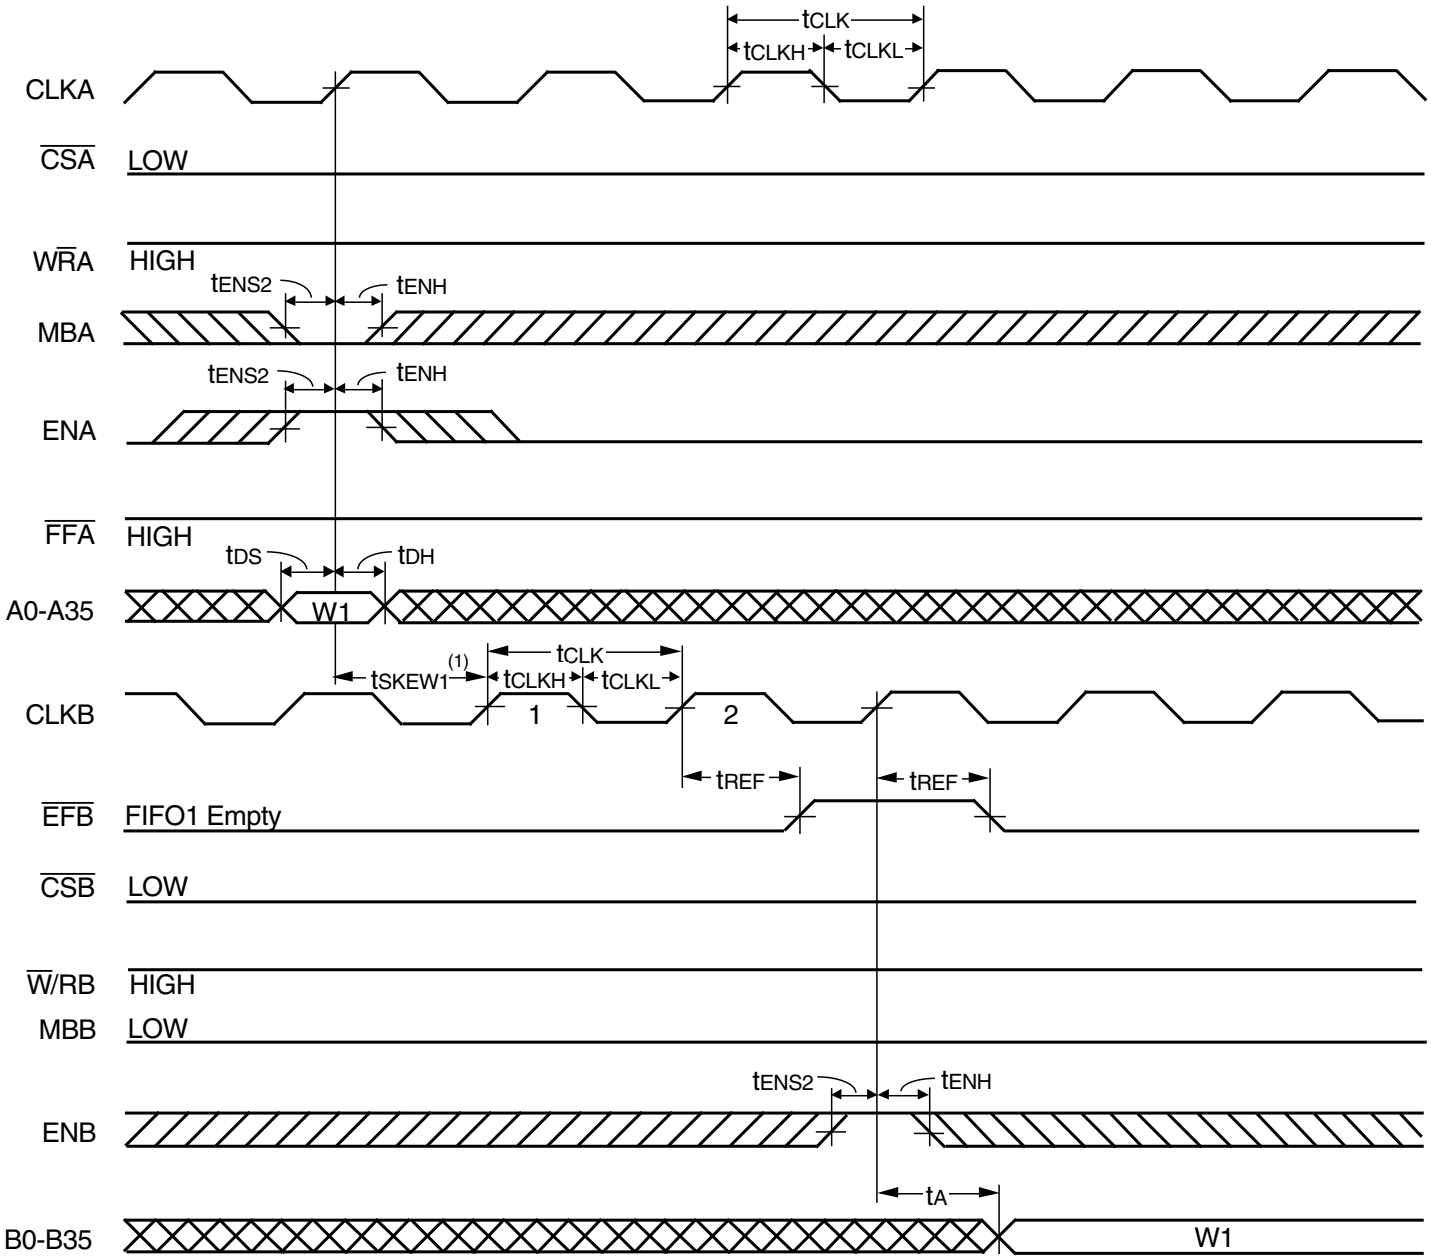 tCLK
tCLKH tCLKL
CLKA
CSA LOW
WRA HIGH
tENS2 tENH
MBA
tENS2 tENH
ENA
FFA HIGH
tDS tDH
A0-A35 W1
tSKEW1(1) tCLK
tCLKH tCLKL
CLKB 1 2
tREF tREF
EFB FIFO1 Empty
CSB LOW
W/RB HIGH
MBB LOW
tENS2 tENH
ENB
tA
B0-B35 W1